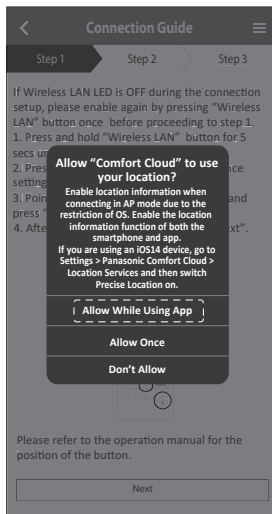 Connection Guide
Step 1
Step 2
Step 3
If Wireless LAN LED is OFF during the connection
setup, please enable again by pressing "Wireless
LAN" button once before proceeding to step 1.
1. Press and hold "Wireless LAN" button for 5
secs
2.
setting
3.
and
press "
4.
Allow "Comfort Cloud" to use
your location?
Enable location information when
connecting in AP mode due to the
restriction of OS. Enable the location
information function of both the
smartphone and app.
If you are using an iOS14 device, go to
Settings > Panasonic Comfort Cloud >
Location Services and then switch
Precise Location on.
Allow While Using App
Allow Once
Don't Allow
Please refer to the operation manual for the
position of the button.
Next